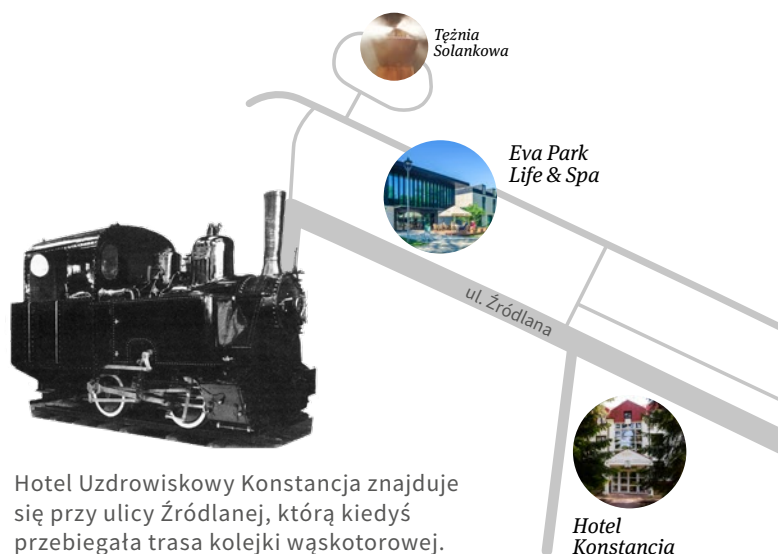 Tężnia
Solankowa
Eva Park
Life & Spa
ul. Źródlana
Hotel
Konstancja
Hotel Uzdrowiskowy Konstancja znajduje
się przy ulicy Źródlanej, którą kiedyś
przebiegała trasa kolejki wąskotorowej.